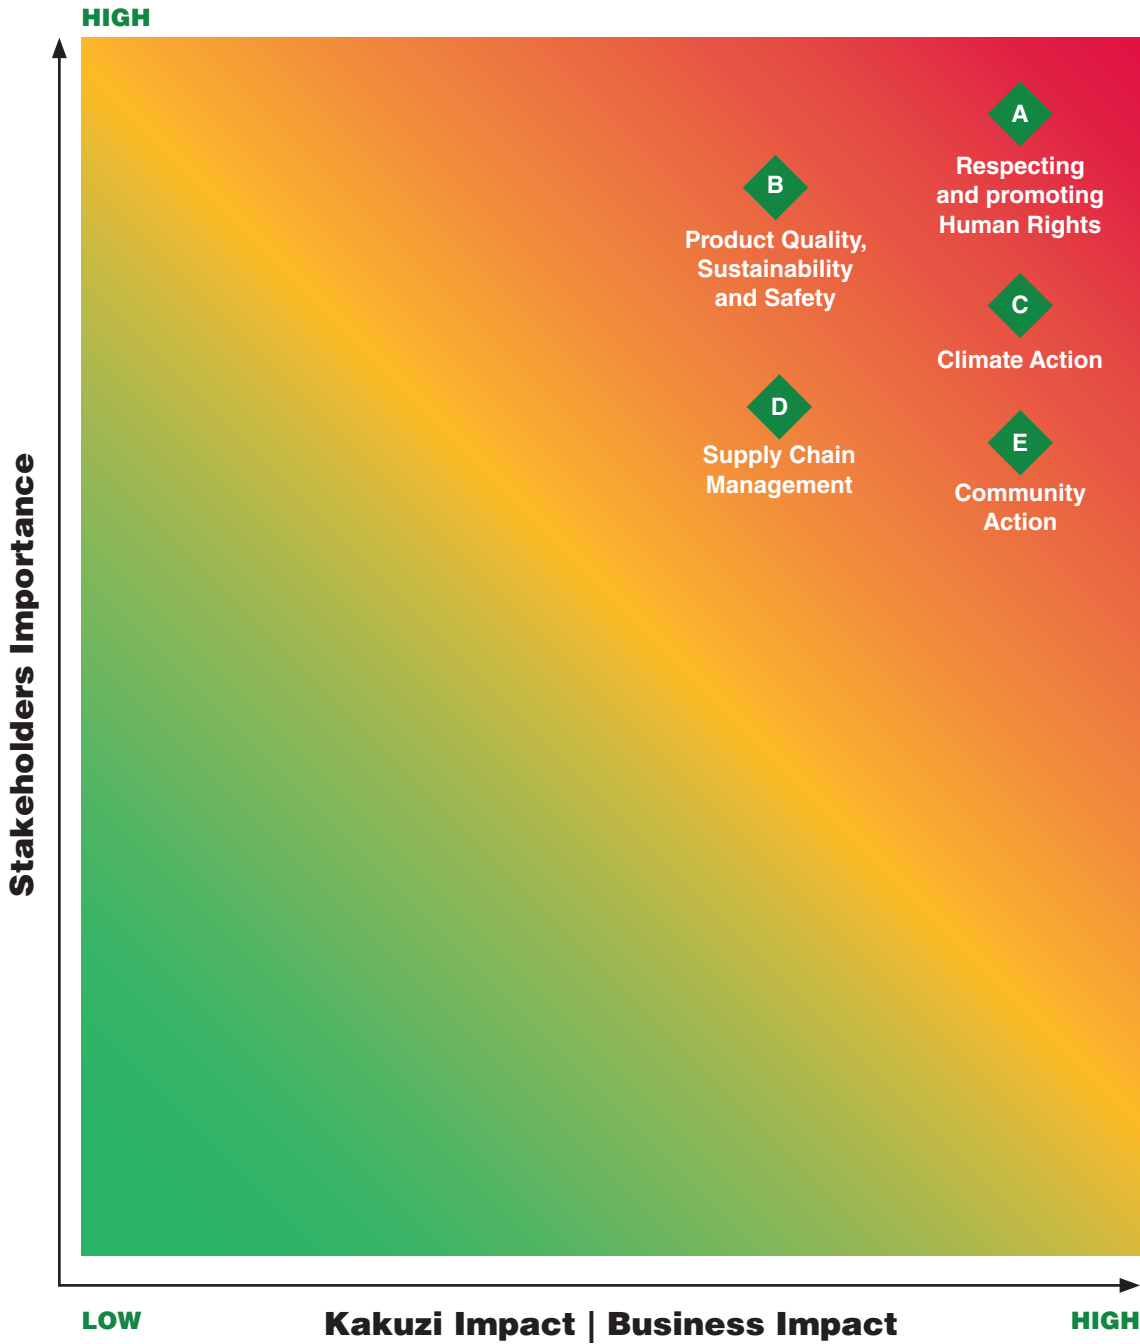 HIGH
A
Respecting
and promoting
Human Rights
B
Product Quality,
Sustainability
and Safety
C
Climate Action
D
Supply Chain
Management
E
Community
Action
Stakeholders Importance
LOW
Kakuzi Impact | Business Impact
HIGH